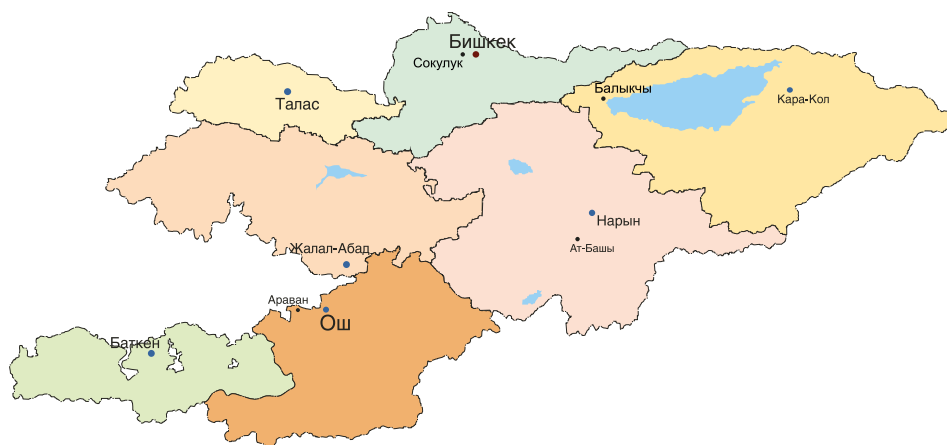 Бишкек
Сокулук
Талас
Балыкчы
Кара-Кол
Нарын
Ат-Башы
Жалал-Абад
Араван
Ош
Баткен